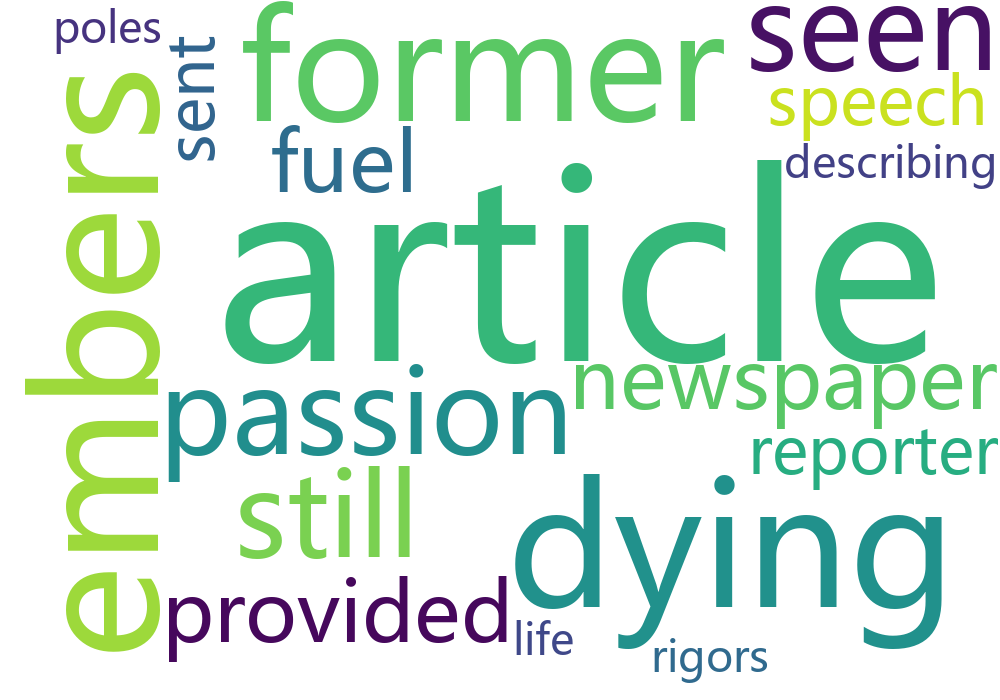 poles
sent
former
seen
speech
fuel
describing
embers
article
passion
newspaper
reporter
still
dying
provided
life
rigors